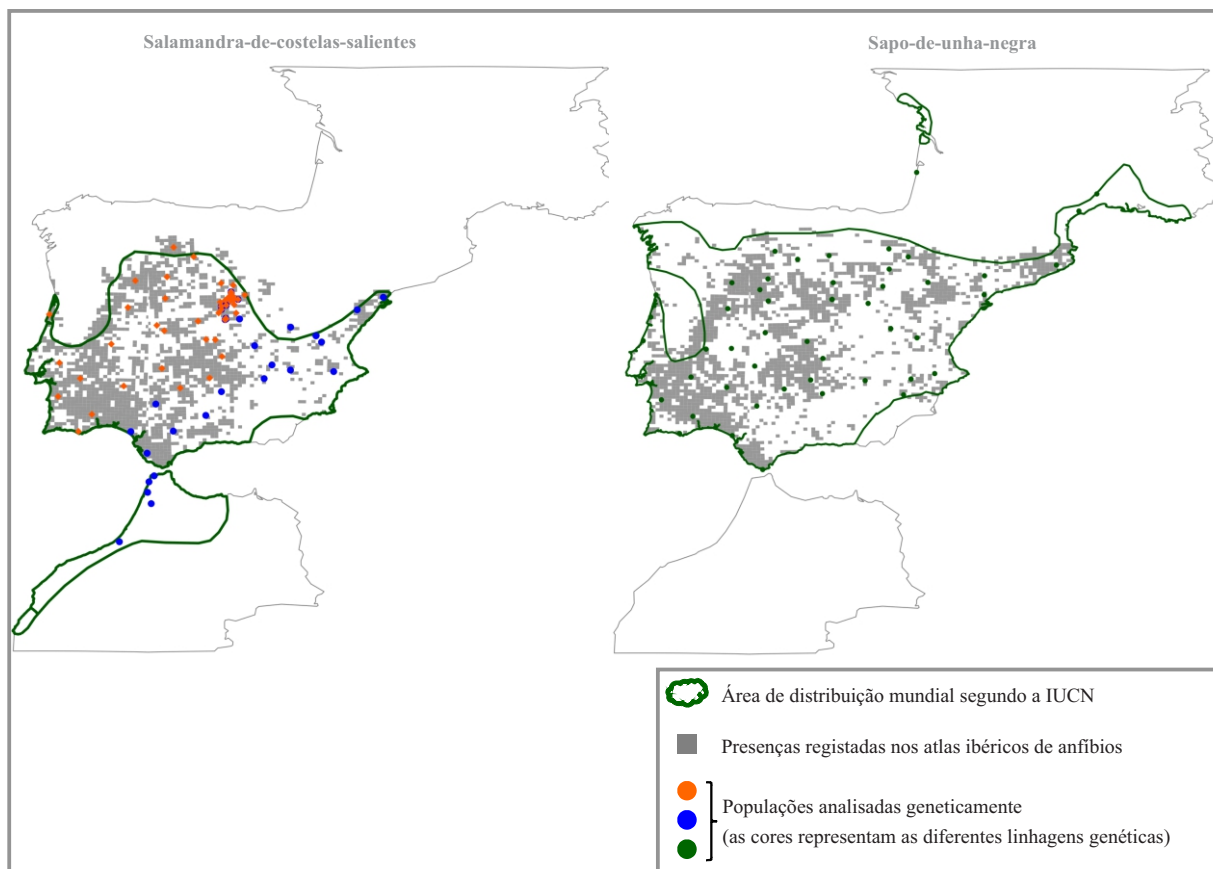 Salamandra-de-costelas-salientes
Sapo-de-unha-negra
Área de distribuição mundial segundo a IUCN
Presenças registadas nos atlas ibéricos de anfíbios
Populações analisadas geneticamente
(as cores representam as diferentes linhagens genéticas)